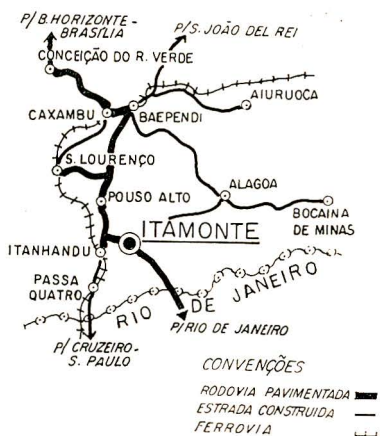 P/B.HORIZONTE-
BRASÍLIA
P/S.JOÃO DEL REI
CONCEIÇÃO DO R. VERDE
AIURUOCA
CAXAMBU
BAEPENDI
S. LOURENÇO
ALAGOA
POUSO ALTO
BOCAINA
DE MINAS
ITAMONTE
ITANHANDU
PASSA
QUATRO
RIO DE JANEIRO
P/RIO DE JANEIRO
P/CRUZEIRO-
S. PAULO
CONVENÇÕES
RODOVIA PAVIMENTADA
ESTRADA CONSTRUIDA
FERROVIA